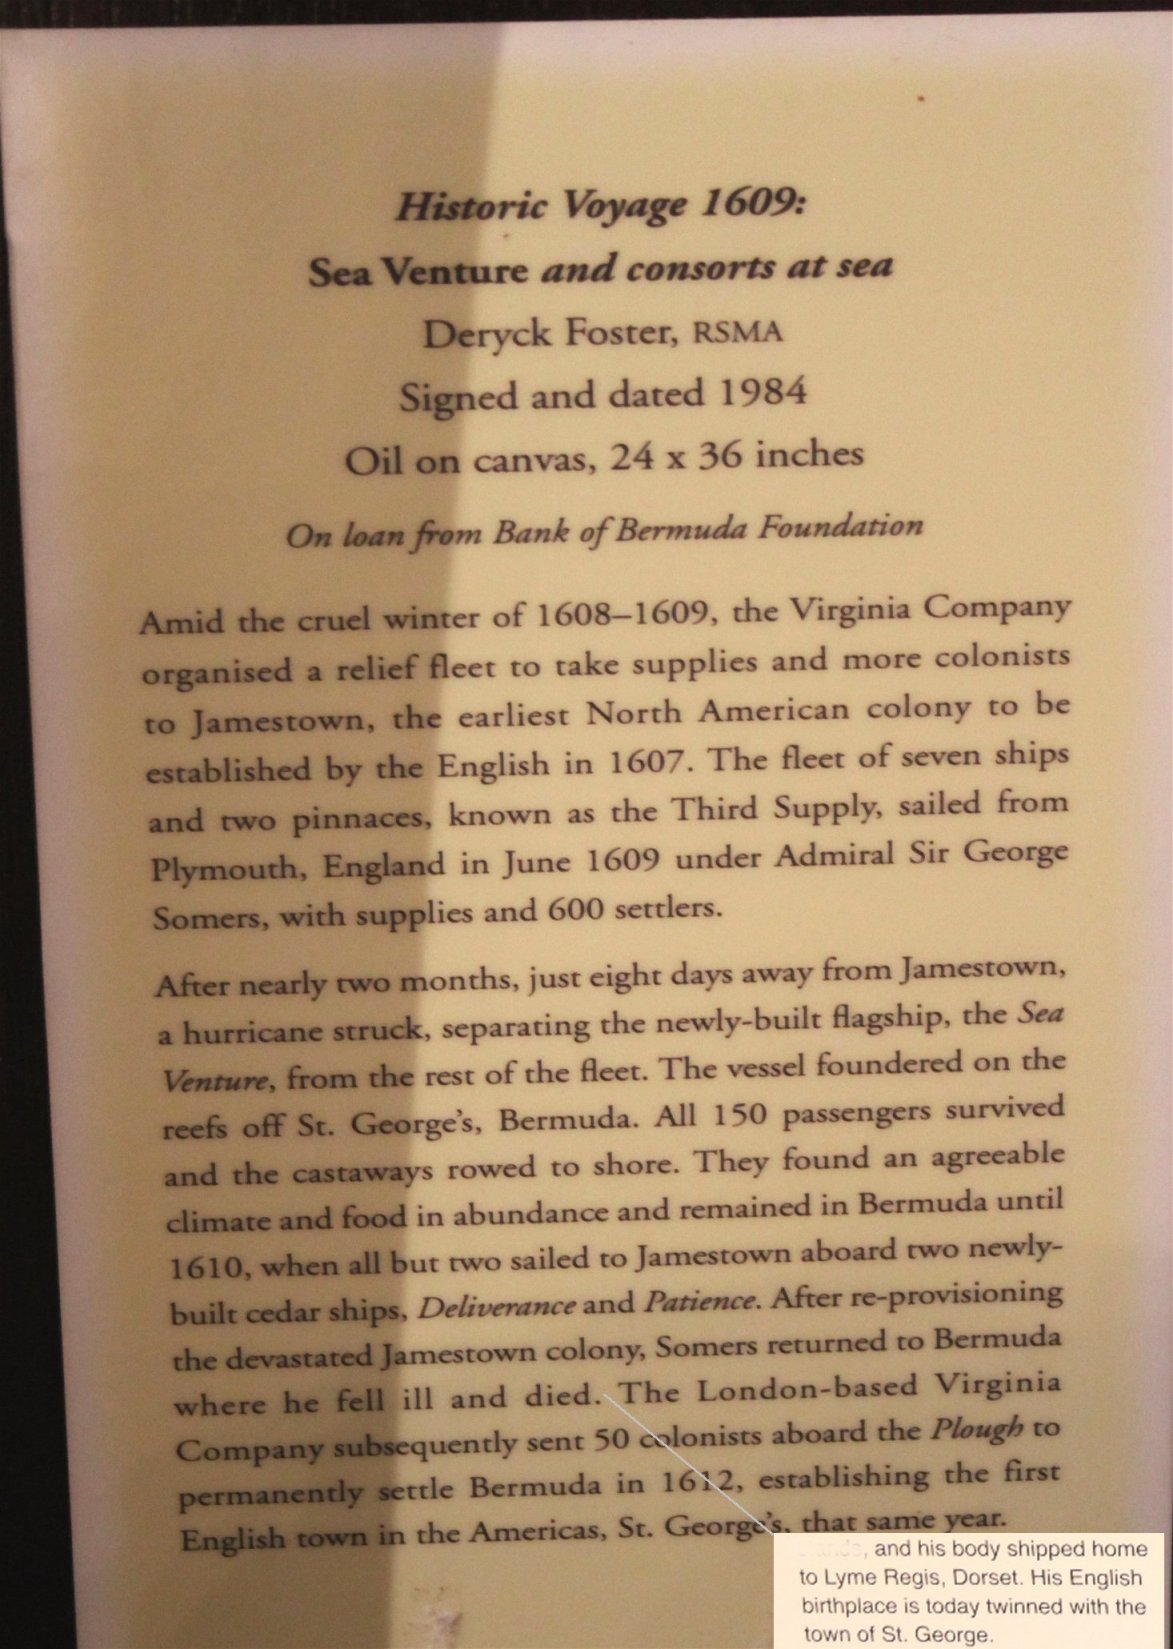 Historic Voyage 1609:
Sea Venture and consorts at sea
Deryck Foster, RSMA
Signed and dated 1984
Oil on canvas, 24 x 36 inches
On loan from Bank of Bermuda Foundation
Amid the cruel winter of 1608–1609, the Virginia Company
organised a relief fleet to take supplies and more colonists
to Jamestown, the earliest North American colony to be
established by the English in 1607. The fleet of seven ships
and two pinnaces, known as the Third Supply, sailed from
Plymouth, England in June 1609 under Admiral Sir George
Somers, with supplies and 600 settlers.
After nearly two months, just eight days away from Jamestown,
a hurricane struck, separating the newly-built flagship, the Sea
Venture, from the rest of the fleet. The vessel foundered on the
reefs off St. George's, Bermuda. All 150 passengers survived
and the castaways rowed to shore. They found an agreeable
climate and food in abundance and remained in Bermuda until
1610, when all but two sailed to Jamestown aboard two newly-
built cedar ships, Deliverance and Patience. After re-provisioning
the devastated Jamestown colony, Somers returned to Bermuda
where he fell ill and died. The London-based Virginia
Company subsequently sent 50 colonists aboard the Plough to
permanently settle Bermuda in 1612, establishing the first
English town in the Americas, St. George's, that same year.
, and his body shipped home
to Lyme Regis, Dorset. His English
birthplace is today twinned with the
town of St. George.